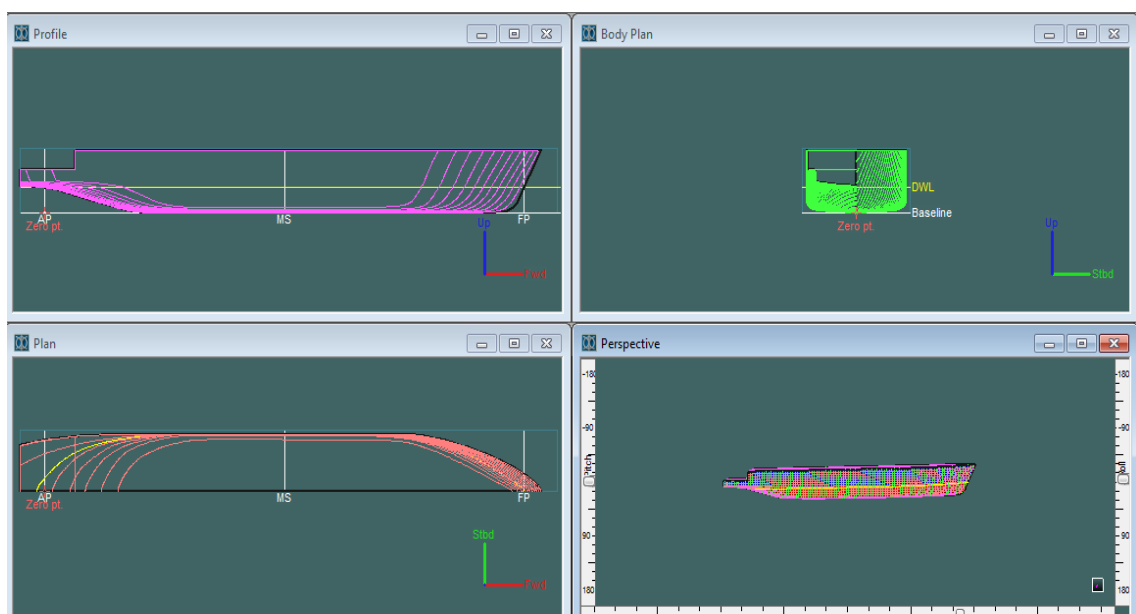 Profile
Up
AP
MS
FP
Zero pt.
Fwd
Body Plan
DWL
Baseline
Zero pt.
Up
Stbd
Plan
AP
MS
FP
Zero pt.
Stbd
Fwd
Perspective
-180
-180
-90
-90
Pitch
90
90
180
180